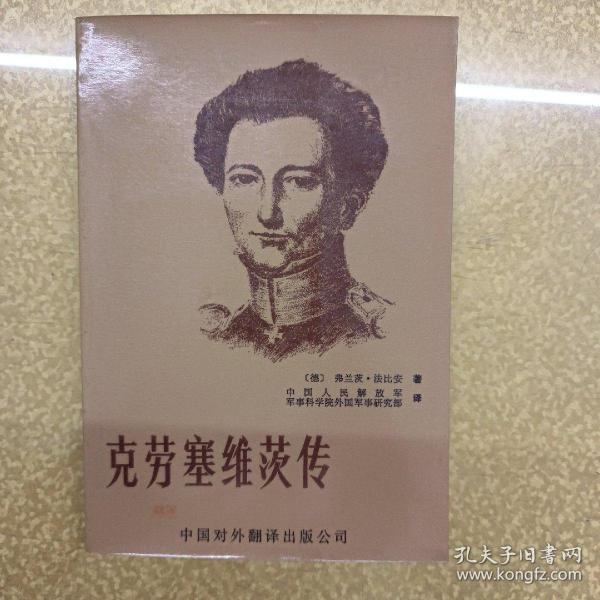 〔德〕 弗兰茨·法比安 著
中国人民解放军
军事科学院外国军事研究部 译
克劳塞维茨传
中国对外翻译出版公司
孔夫子旧书网
www.kongfz.com